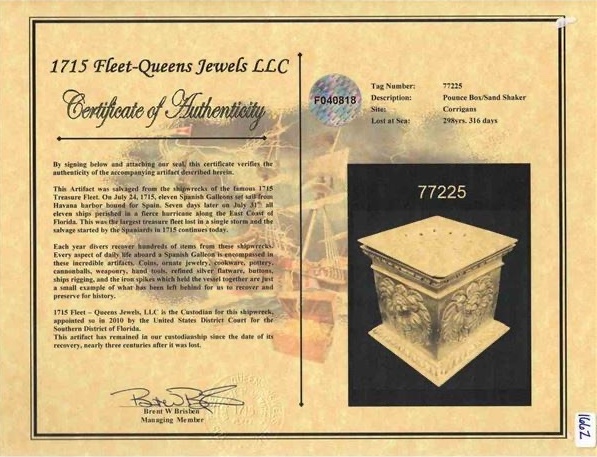 1715 Fleet-Queens Jewels LLC
Certificate of Authenticity
By signing below and attaching our seal, this certificate verifies the
authenticity of the accompanying artifact described herein.
This Artifact was salvaged from the shipwrecks of the famous 1715
Treasure Fleet. On July 24, 1715, eleven Spanish Galleons set sail from
Havana harbor bound for Spain. Seven days later on July 31st all
eleven ships perished in a fierce hurricane along the East Coast of
Florida. This was the largest treasure fleet lost in a single storm and the
salvage started by the Spaniards in 1715 continues today.
Each year divers recover hundreds of items from these shipwrecks.
Every aspect of daily life aboard a Spanish Galleon is encompassed in
these incredible artifacts. Coins, ornate jewelry, cookware, pottery,
cannonballs, weapoury, hand tools, refined silver flatware, buttons,
ships rigging, and the iron spikes which held the vessel together are just
a small example of what has been left behind for us to recover and
preserve for history.
1715 Fleet – Queens Jewels, LLC is the Custodian for this shipwreck,
appointed so in 2010 by the United States District Court for the
Southern District of Florida.
This artifact has remained in our custodianship since the date of its
recovery, nearly three centuries after it was lost.
Brent W Brisben
Managing Member
F040818
Tag Number: 77225
Description: Pounce Box/Sand Shaker
Site: Corrigans
Lost at Sea: 298yrs. 316 days
77225
1662